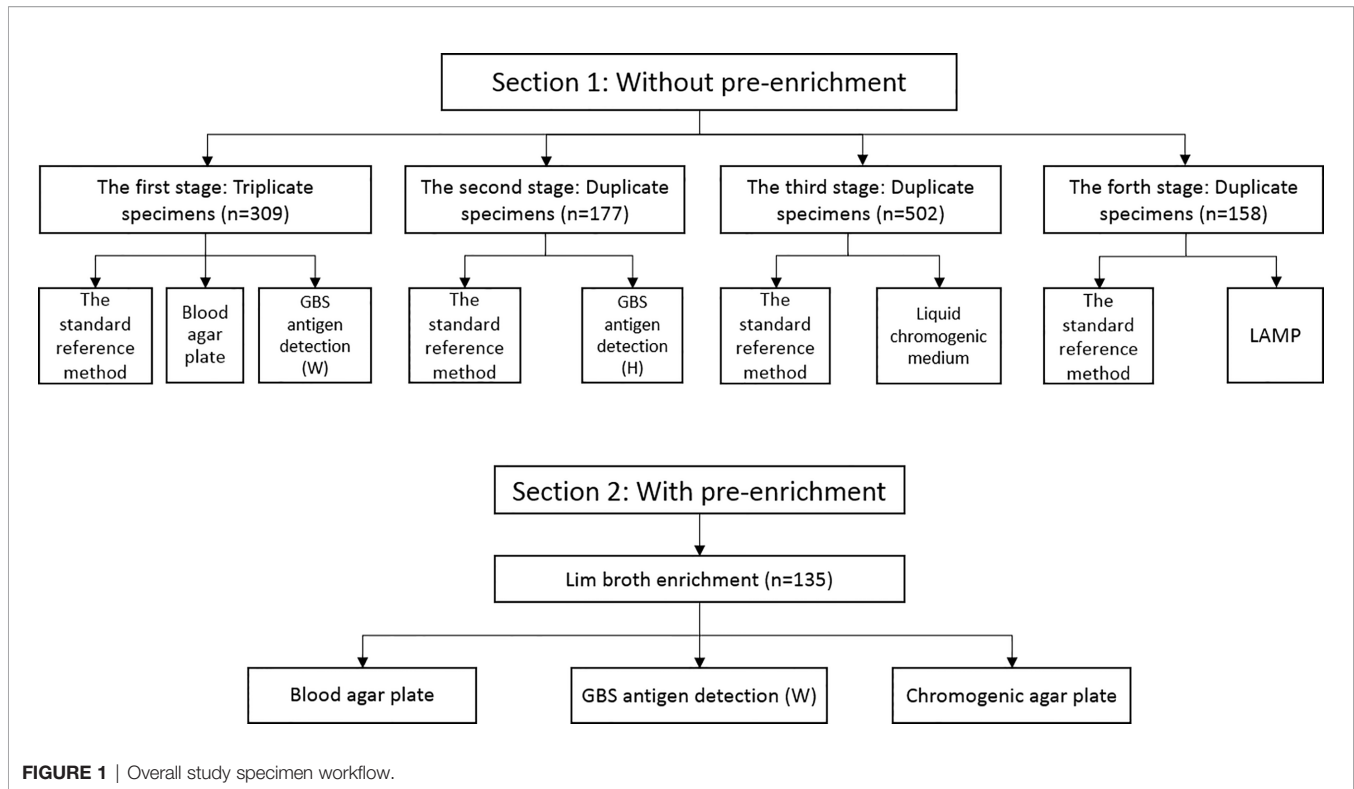 Section 1: Without pre-enrichment
The first stage: Triplicate
specimens (n=309)
The second stage: Duplicate
specimens (n=177)
The third stage: Duplicate
specimens (n=502)
The forth stage: Duplicate
specimens (n=158)
The
standard
reference
method
Blood
agar
plate
GBS
antigen
detection
(W)
The
standard
reference
method
GBS
antigen
detection
(H)
The
standard
reference
method
Liquid
chromogenic
medium
The
standard
reference
method
LAMP
Section 2: With pre-enrichment
Lim broth enrichment (n=135)
Blood agar plate
GBS antigen detection (W)
Chromogenic agar plate
FIGURE 1 | Overall study specimen workflow.